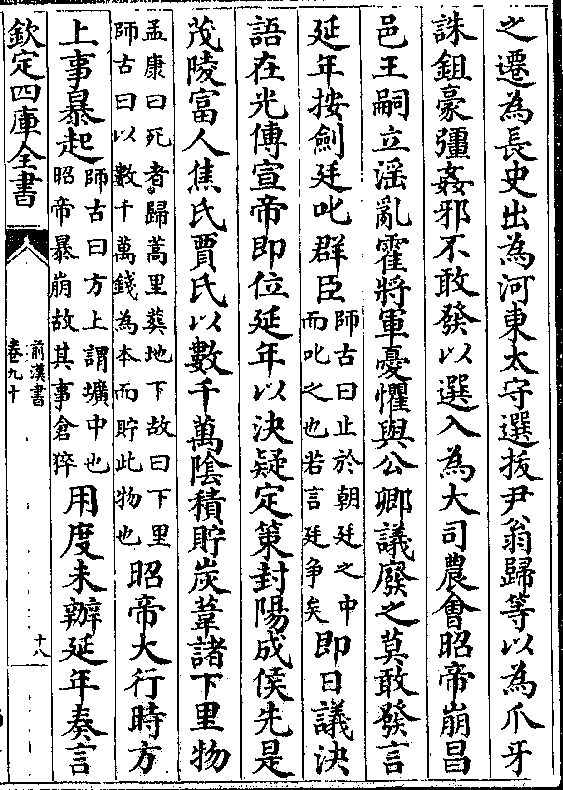 之遷為長史出為河東太守選拔尹翁歸等以為爪牙
誅鉏豪彊姦邪不敢發以選入為大司農會昭帝崩昌
邑王嗣立淫亂霍將軍憂懼與公卿議廢之莫敢發言
延年按劍廷叱群臣師古曰止於朝廷之中而叱之也若言廷争矣即日議決
語在光傳宣帝即位延年以決疑定策封陽成侯先是
茂陵富人焦氏賈氏以數千萬陰積貯炭葦諸下里物
孟康曰死者歸蒿里葬地下故曰下里師古曰以數千萬錢為本而貯此物也昭帝大行時方
上事暴起師古曰方上謂壙中也昭帝暴崩故其事倉猝用度未辦延年奏言
欽定四庫全書
前漢書
卷九十
十八